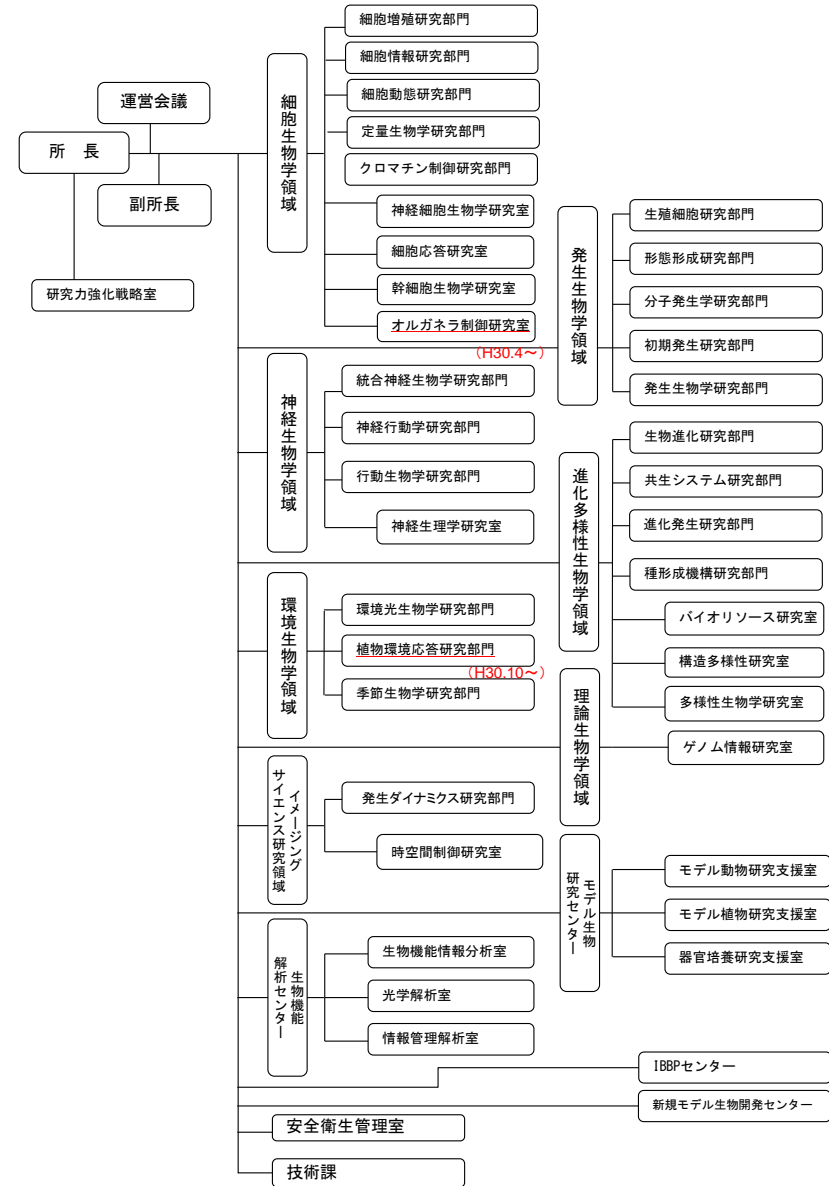 運営会議
所　長
副所長
研究力強化戦略室
細胞生物学領域
細胞増殖研究部門
細胞情報研究部門
細胞動態研究部門
定量生物学研究部門
クロマチン制御研究部門
神経細胞生物学研究室
細胞応答研究室
幹細胞生物学研究室
オルガネラ制御研究室
(H30.4～)
発生生物学領域
生殖細胞研究部門
形態形成研究部門
分子発生学研究部門
初期発生研究部門
発生生物学研究部門
神経生物学領域
統合神経生物学研究部門
神経行動学研究部門
行動生物学研究部門
神経生理学研究室
進化多様性生物学領域
生物進化研究部門
共生システム研究部門
進化発生研究部門
種形成機構研究部門
バイオリソース研究室
構造多様性研究室
多様性生物学研究室
環境生物学領域
環境光生物学研究部門
植物環境応答研究部門
(H30.10～)
季節生物学研究部門
理論生物学領域
ゲノム情報研究室
イメージング
サイエンス研究領域
発生ダイナミクス研究部門
時空間制御研究室
モデル生物
研究センター
モデル動物研究支援室
モデル植物研究支援室
器官培養研究支援室
生物機能
解析センター
生物機能情報分析室
光学解析室
情報管理解析室
IBBPセンター
新規モデル生物開発センター
安全衛生管理室
技術課